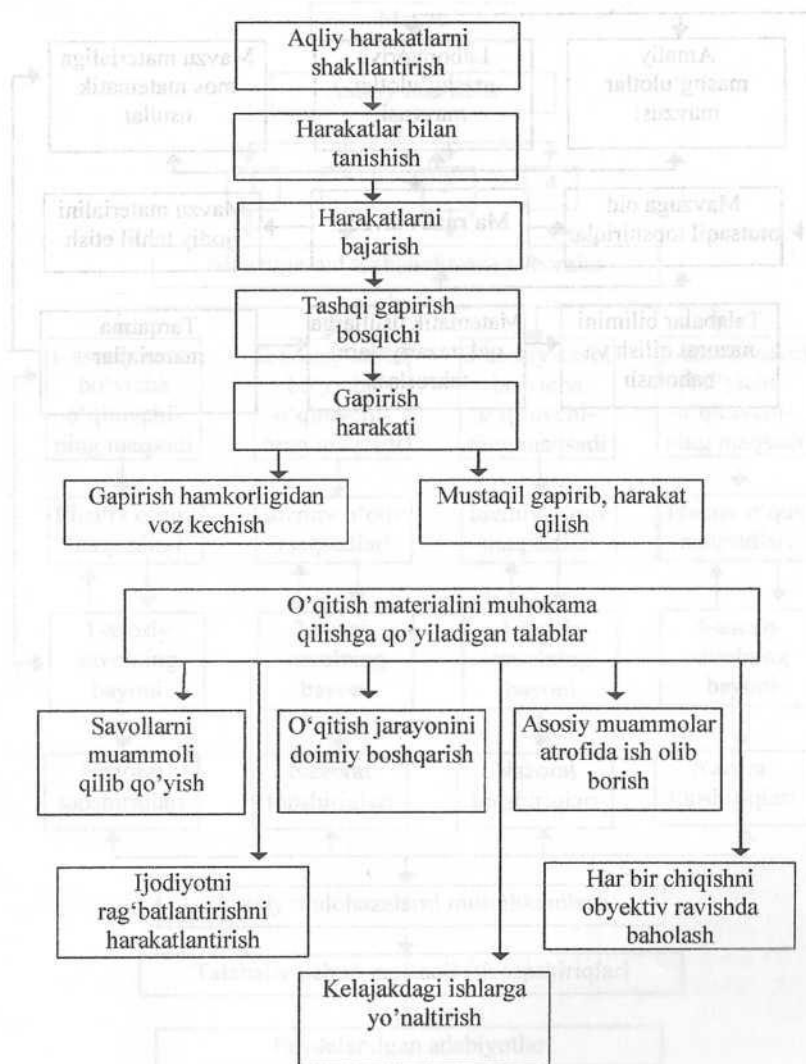 Aqliy harakatlarni
shakllantirish
Harakatlar bilan
tanishish
Harakatlarni
bajarish
Tashqi gapirish
bosqichi
Gapirish
harakati
Gapirish hamkorligidan
voz kechish
Mustaqil gapirib, harakat
qilish
O'qitish materialini muhokama
qilishga qo'yiladigan talablar
Savollarni
muammoli
qilib qo'yish
O'qitish jarayonini
doimiy boshqarish
Asosiy muammolar
atrofida ish olib
borish
Ijodiyotni
rag'batlantirishni
harakatlantirish
Har bir chiqishni
obyektiv ravishda
baholash
Kelajakdagi ishlarga
yo'naltirish